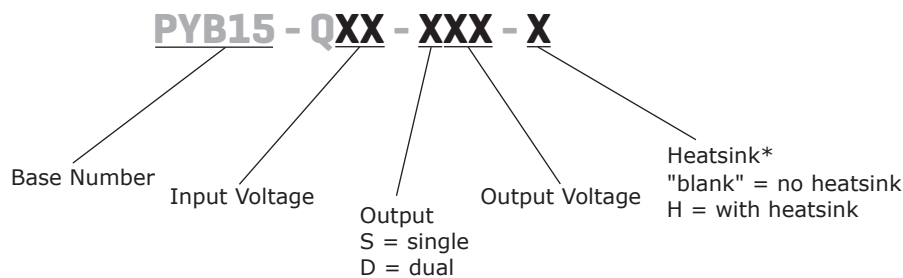 PYB15 - QXX - XXX - X
Base Number
Input Voltage
Output
S = single
D = dual
Output Voltage
Heatsink*
"blank" = no heatsink
H = with heatsink